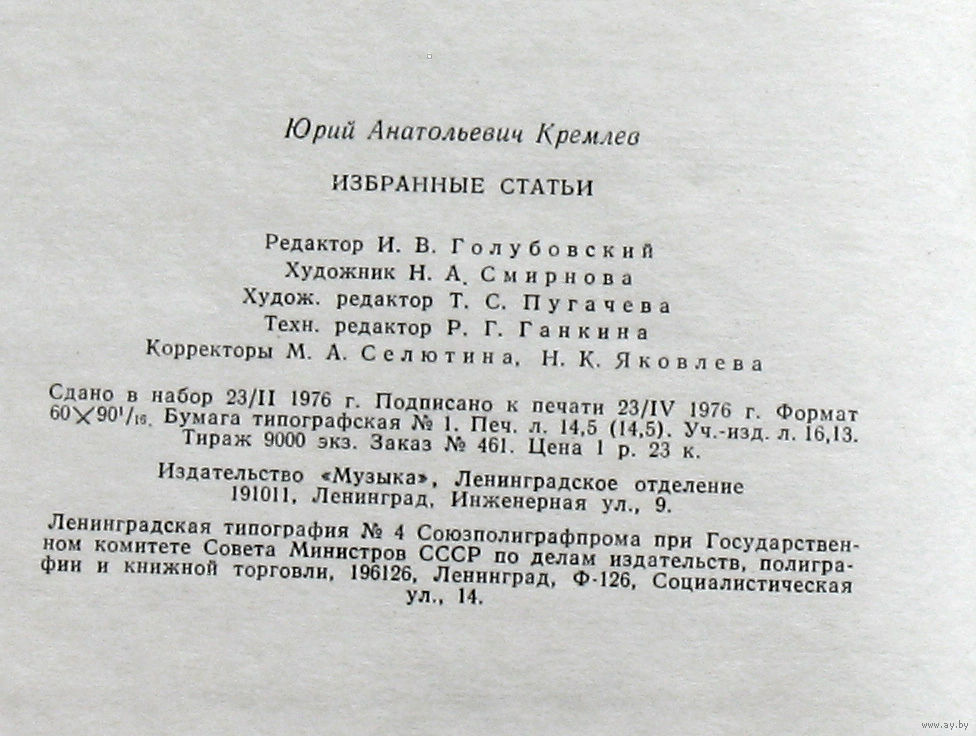 Юрий Анатольевич Кремлев
ИЗБРАННЫЕ СТАТЬИ
Редактор И. В. Голубовский
Художник Н. А. Смирнова
Худож. редактор Т. С. Пугачева
Техн. редактор Р. Г. Ганкина
Корректоры М. А. Селютина, Н. К. Яковлева
Сдано в набор 23/II 1976 г. Подписано к печати 23/IV 1976 г. Формат
60×90¹/₁₆. Бумага типографская № 1. Печ. л. 14,5 (14,5). Уч.-изд. л. 16,13.
Тираж 9000 экз. Заказ № 461. Цена 1 р. 23 к.
Издательство «Музыка», Ленинградское отделение
191011, Ленинград, Инженерная ул., 9.
Ленинградская типография № 4 Союзполиграфпрома при Государствен-
ном комитете Совета Министров СССР по делам издательств, полигра-
фии и книжной торговли, 196126, Ленинград, Ф-126, Социалистическая
ул., 14.
www.ay.by